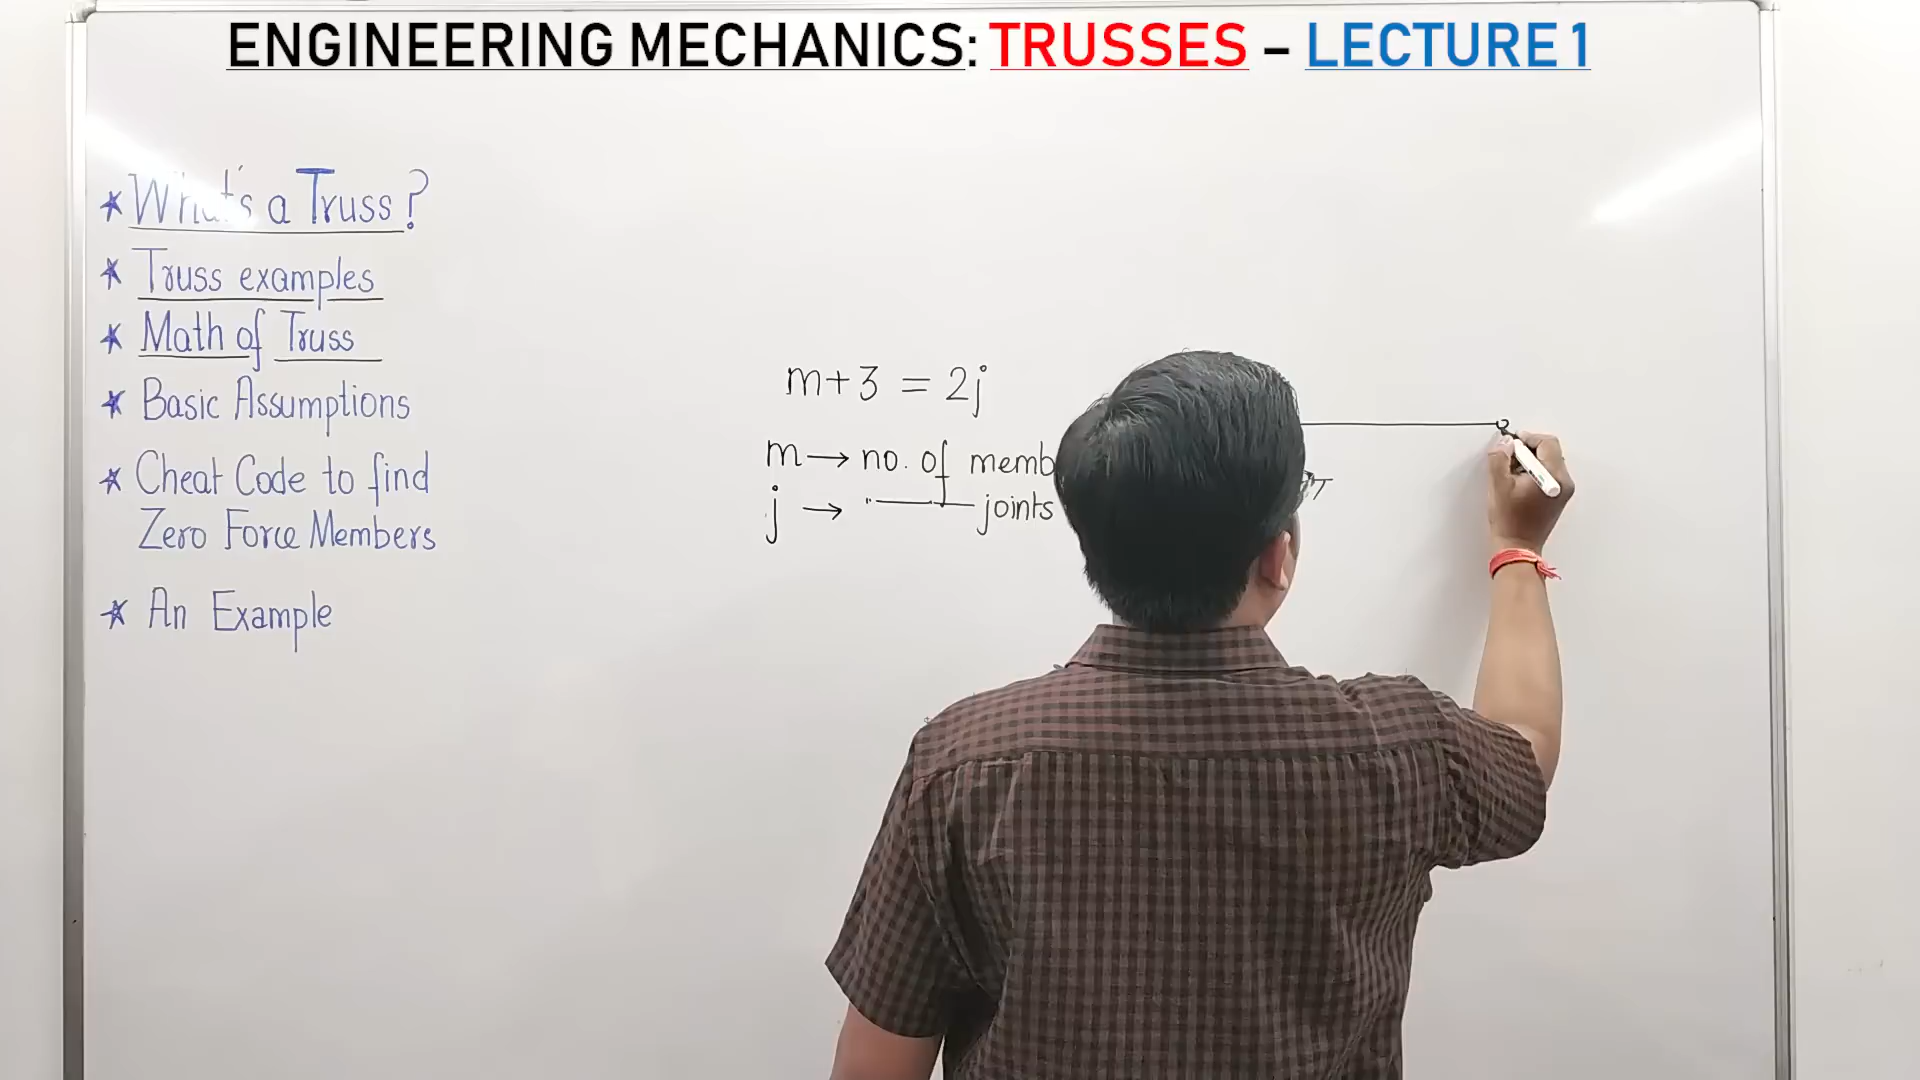 ENGINEERING MECHANICS: TRUSSES – LECTURE 1
What's a Truss?
Truss examples
Math of Truss
Basic Assumptions
Cheat Code to find
Zero Force Members
An Example
m+3 = 2j
m → no. of memb
j → " joints